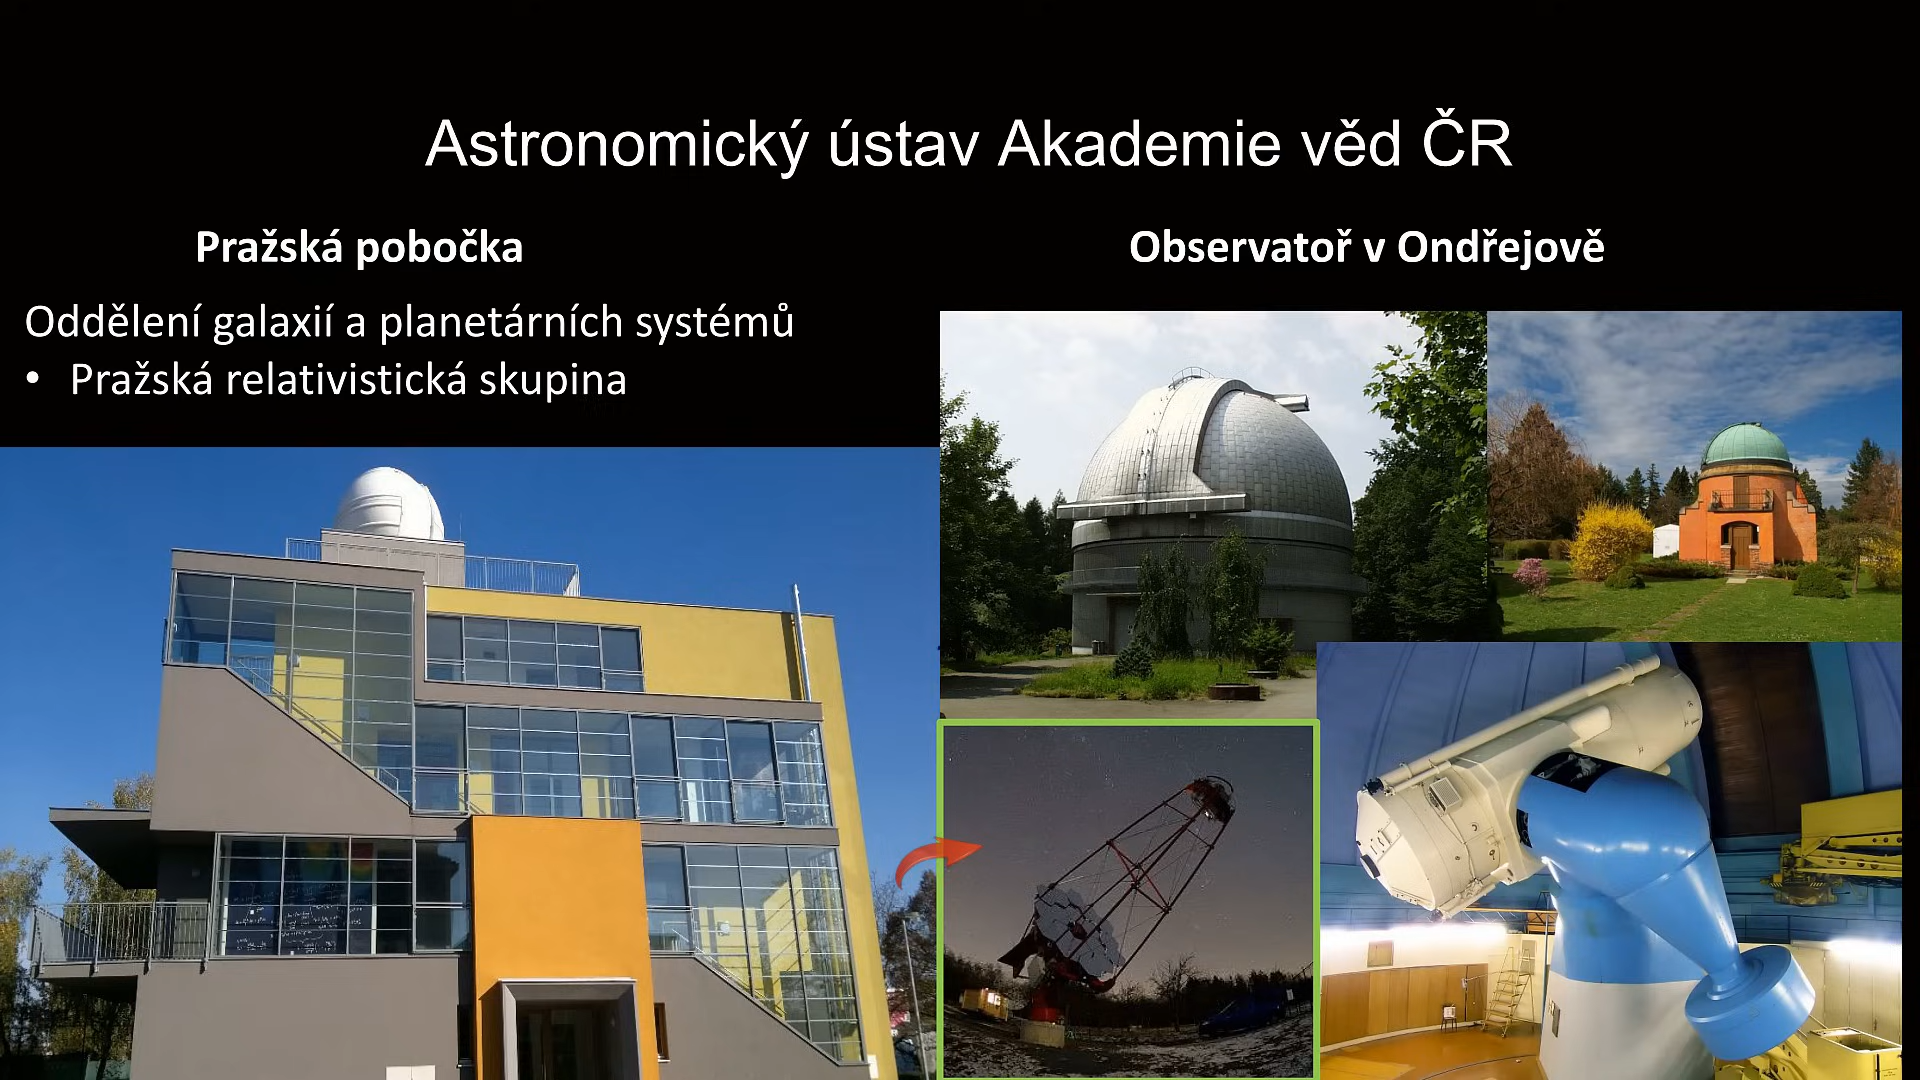 Astronomický ústav Akademie věd ČR
Pražská pobočka
Oddělení galaxií a planetárních systémů
• Pražská relativistická skupina
Observatoř v Ondřejově